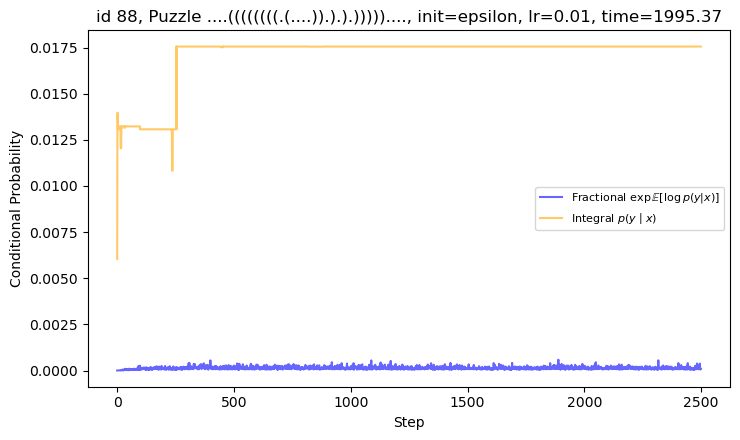 id 88, Puzzle ....((((((((.(....)).).).)))))...., init=epsilon, lr=0.01, time=1995.37
0.0175
0.0150
0.0125
0.0100
0.0075
0.0050
0.0025
0.0000
Conditional Probability
Fractional exp𝔼[log p(y|x)]
Integral p(y | x)
0
500
1000
1500
2000
2500
Step